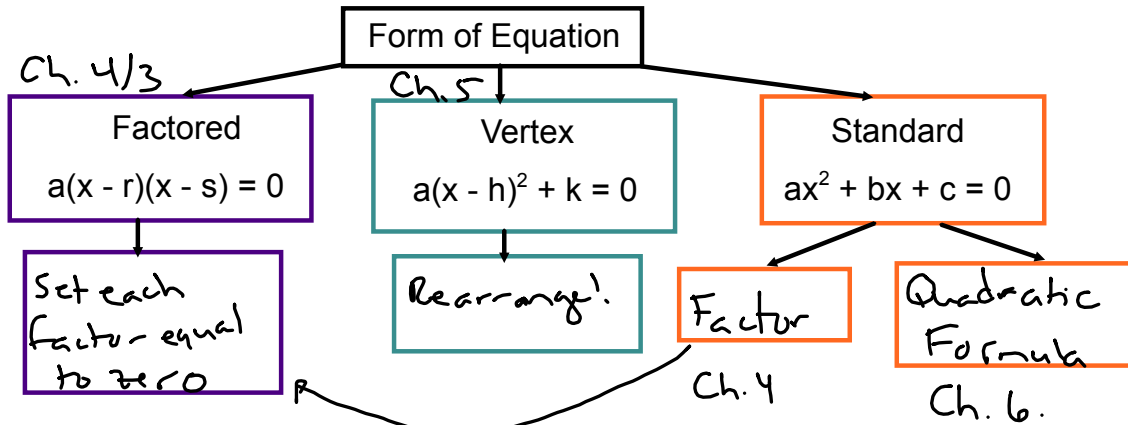 Form of Equation
Ch. 4/3
Ch. 5
Factored
a(x - r)(x - s) = 0
Vertex
a(x - h)² + k = 0
Standard
ax² + bx + c = 0
Set each
factor equal
to zero
Rearrange!
Factor
Ch. 4
Quadratic
Formula
Ch. 6.